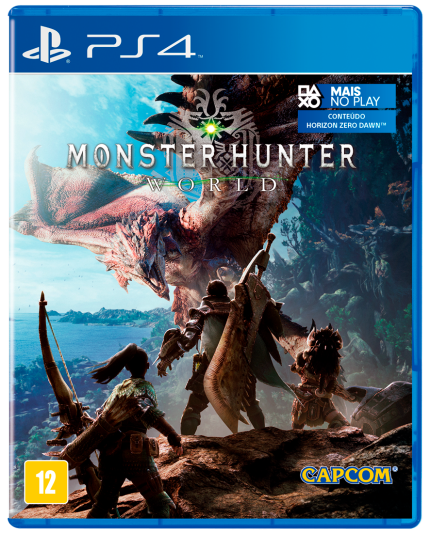 PS4
MAIS
NO PLAY
CONTEÚDO
HORIZON ZERO DAWN™
MONSTER HUNTER
WORLD
12
CAPCOM®